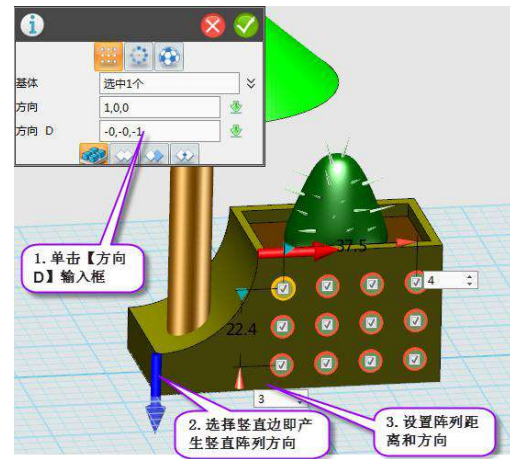 基体
选中1个
方向
1,0,0
方向 D
-0,-0,-1
1. 单击【方向
D】输入框
37.5
4
22.4
3
2. 选择竖直边即产
生竖直阵列方向
3. 设置阵列距
离和方向